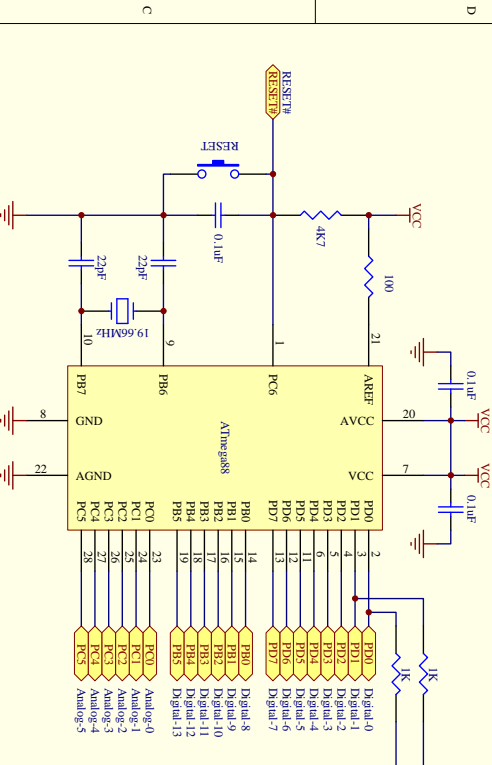 C
D
RESET#
RESET#
RESET
VCC
4K7
0.1uF
100
22pF
22pF
19.66MHz
10
9
1
21
PB7
PB6
PC6
AREF
0.1uF
VCC
8
GND
AVCC
20
ATmega88
22
AGND
VCC
7
VCC
0.1uF
PC5
PC4
PC3
PC2
PC1
PC0
PB5
PB4
PB3
PB2
PB1
PB0
PD7
PD6
PD5
PD4
PD3
PD2
PD1
PD0
28
27
26
25
24
23
19
18
17
16
15
14
13
12
11
6
5
4
3
2
PC5
PC4
PC3
PC2
PC1
PC0
PB5
PB4
PB3
PB2
PB1
PB0
PD7
PD6
PD5
PD4
PD3
PD2
PD1
PD0
1K
1K
Analog-5
Analog-4
Analog-3
Analog-2
Analog-1
Analog-0
Digital-13
Digital-12
Digital-11
Digital-10
Digital-9
Digital-8
Digital-7
Digital-6
Digital-5
Digital-4
Digital-3
Digital-2
Digital-1
Digital-0